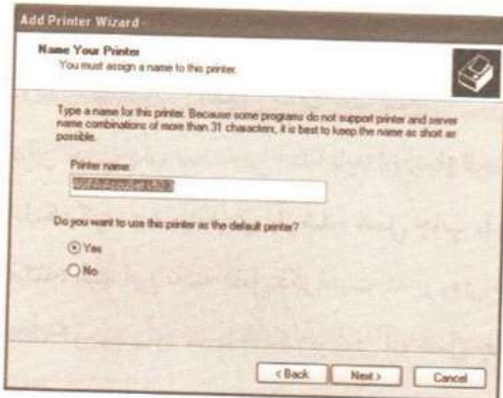 Add Printer Wizard
Name Your Printer
You must assign a name to this printer.
Type a name for this printer. Because some programs do not support printer and server
name combinations of more than 31 characters, it is best to keep the name as short as
possible.
Printer name:
Do you want to use this printer as the default printer?
Yes
No
< Back
Next >
Cancel